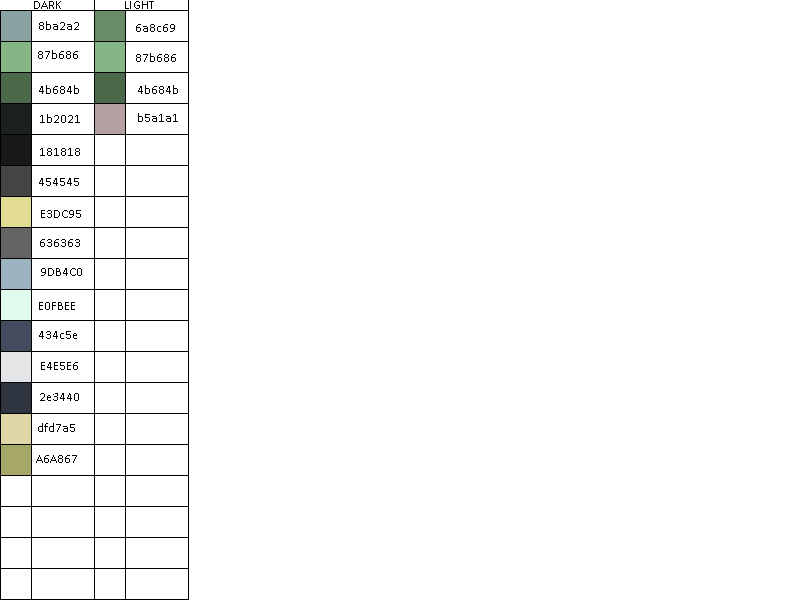 DARK LIGHT
8ba2a2 6a8c69
87b686 87b686
4b684b 4b684b
1b2021 b5a1a1
181818
454545
E3DC95
636363
9DB4C0
E0FBEE
434c5e
E4E5E6
2e3440
dfd7a5
A6A867